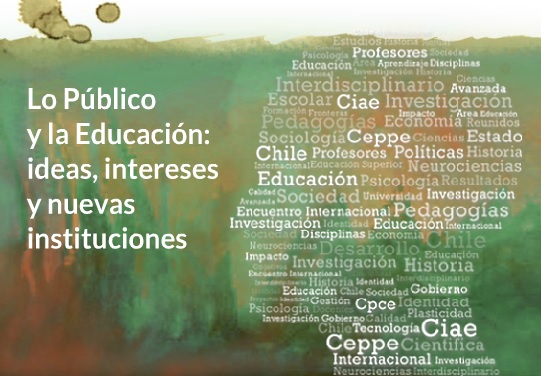 Lo Público
y la Educación:
ideas, intereses
y nuevas
instituciones
Estudios Historia
Psicología Profesores Sociedad
Educación Área Aprendizaje Disciplinas
Internacional Investigación Historia
Interdisciplinario Ciencias Avanzada
Escolar Ciae Investigación
Formación Fronteras Impacto Área Educación
Pedagogías Economía Reunidos
Sociología Ceppe Ciencias Estado
Chile Profesores Políticas Historia
Internacional Educación Superior Neurociencias
Educación Psicología Resultados
Calidad Avanzada Sociedad Universidad Investigación
Encuentro Internacional Pedagogías
Investigación Identidad Educación Internacional
Sociedad Disciplinas Economía Chile
Neurociencias Desarrollo
Impacto Investigación Educación Historia
Encuentro Internacional Interdisciplinario
Historia Identidad
Educación Chile Sociedad Gobierno
Identidad Gestión Cpce Identidad
Psicología Plasticidad
Investigación Gobierno Calidad
Chile Tecnología Ciae
Ceppe Científica
Internacional Investigación
Neurociencias Interdisciplinario